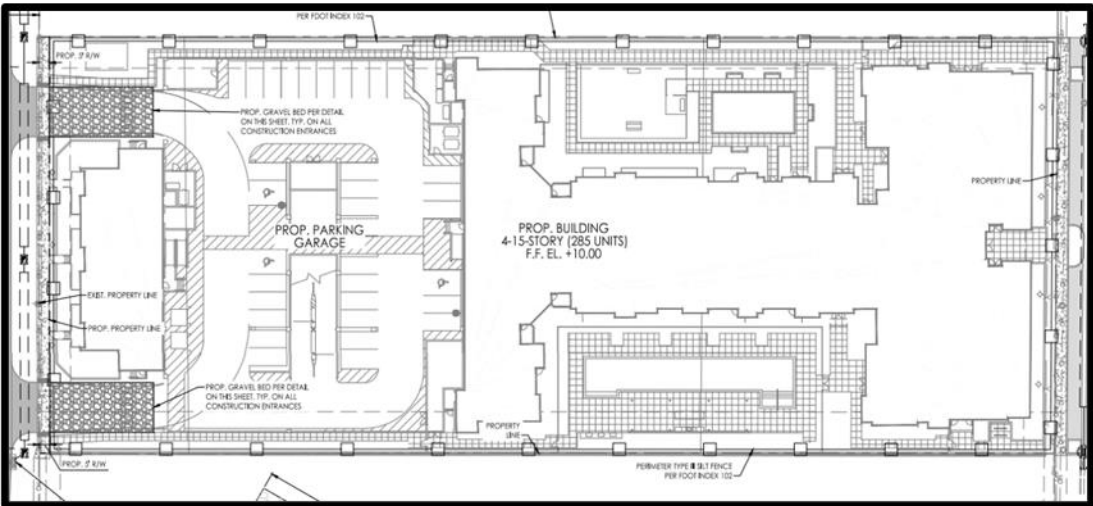 PER FOOT INDEX 102
PROP. 5' R/W
PROP. GRAVEL BED PER DETAIL
ON THIS SHEET. TYP. ON ALL
CONSTRUCTION ENTRANCES
PROPERTY
LINE
PROP. PARKING
GARAGE
PROP. BUILDING
4-15-STORY (285 UNITS)
F.F. EL. +10.00
EXIST. PROPERTY LINE
PROP. PROPERTY LINE
PROP. GRAVEL BED PER DETAIL
ON THIS SHEET. TYP. ON ALL
CONSTRUCTION ENTRANCES
PROPERTY
LINE
PROP. 5' R/W
PERIMETER TYPE III SILT FENCE
PER FOOT INDEX 102